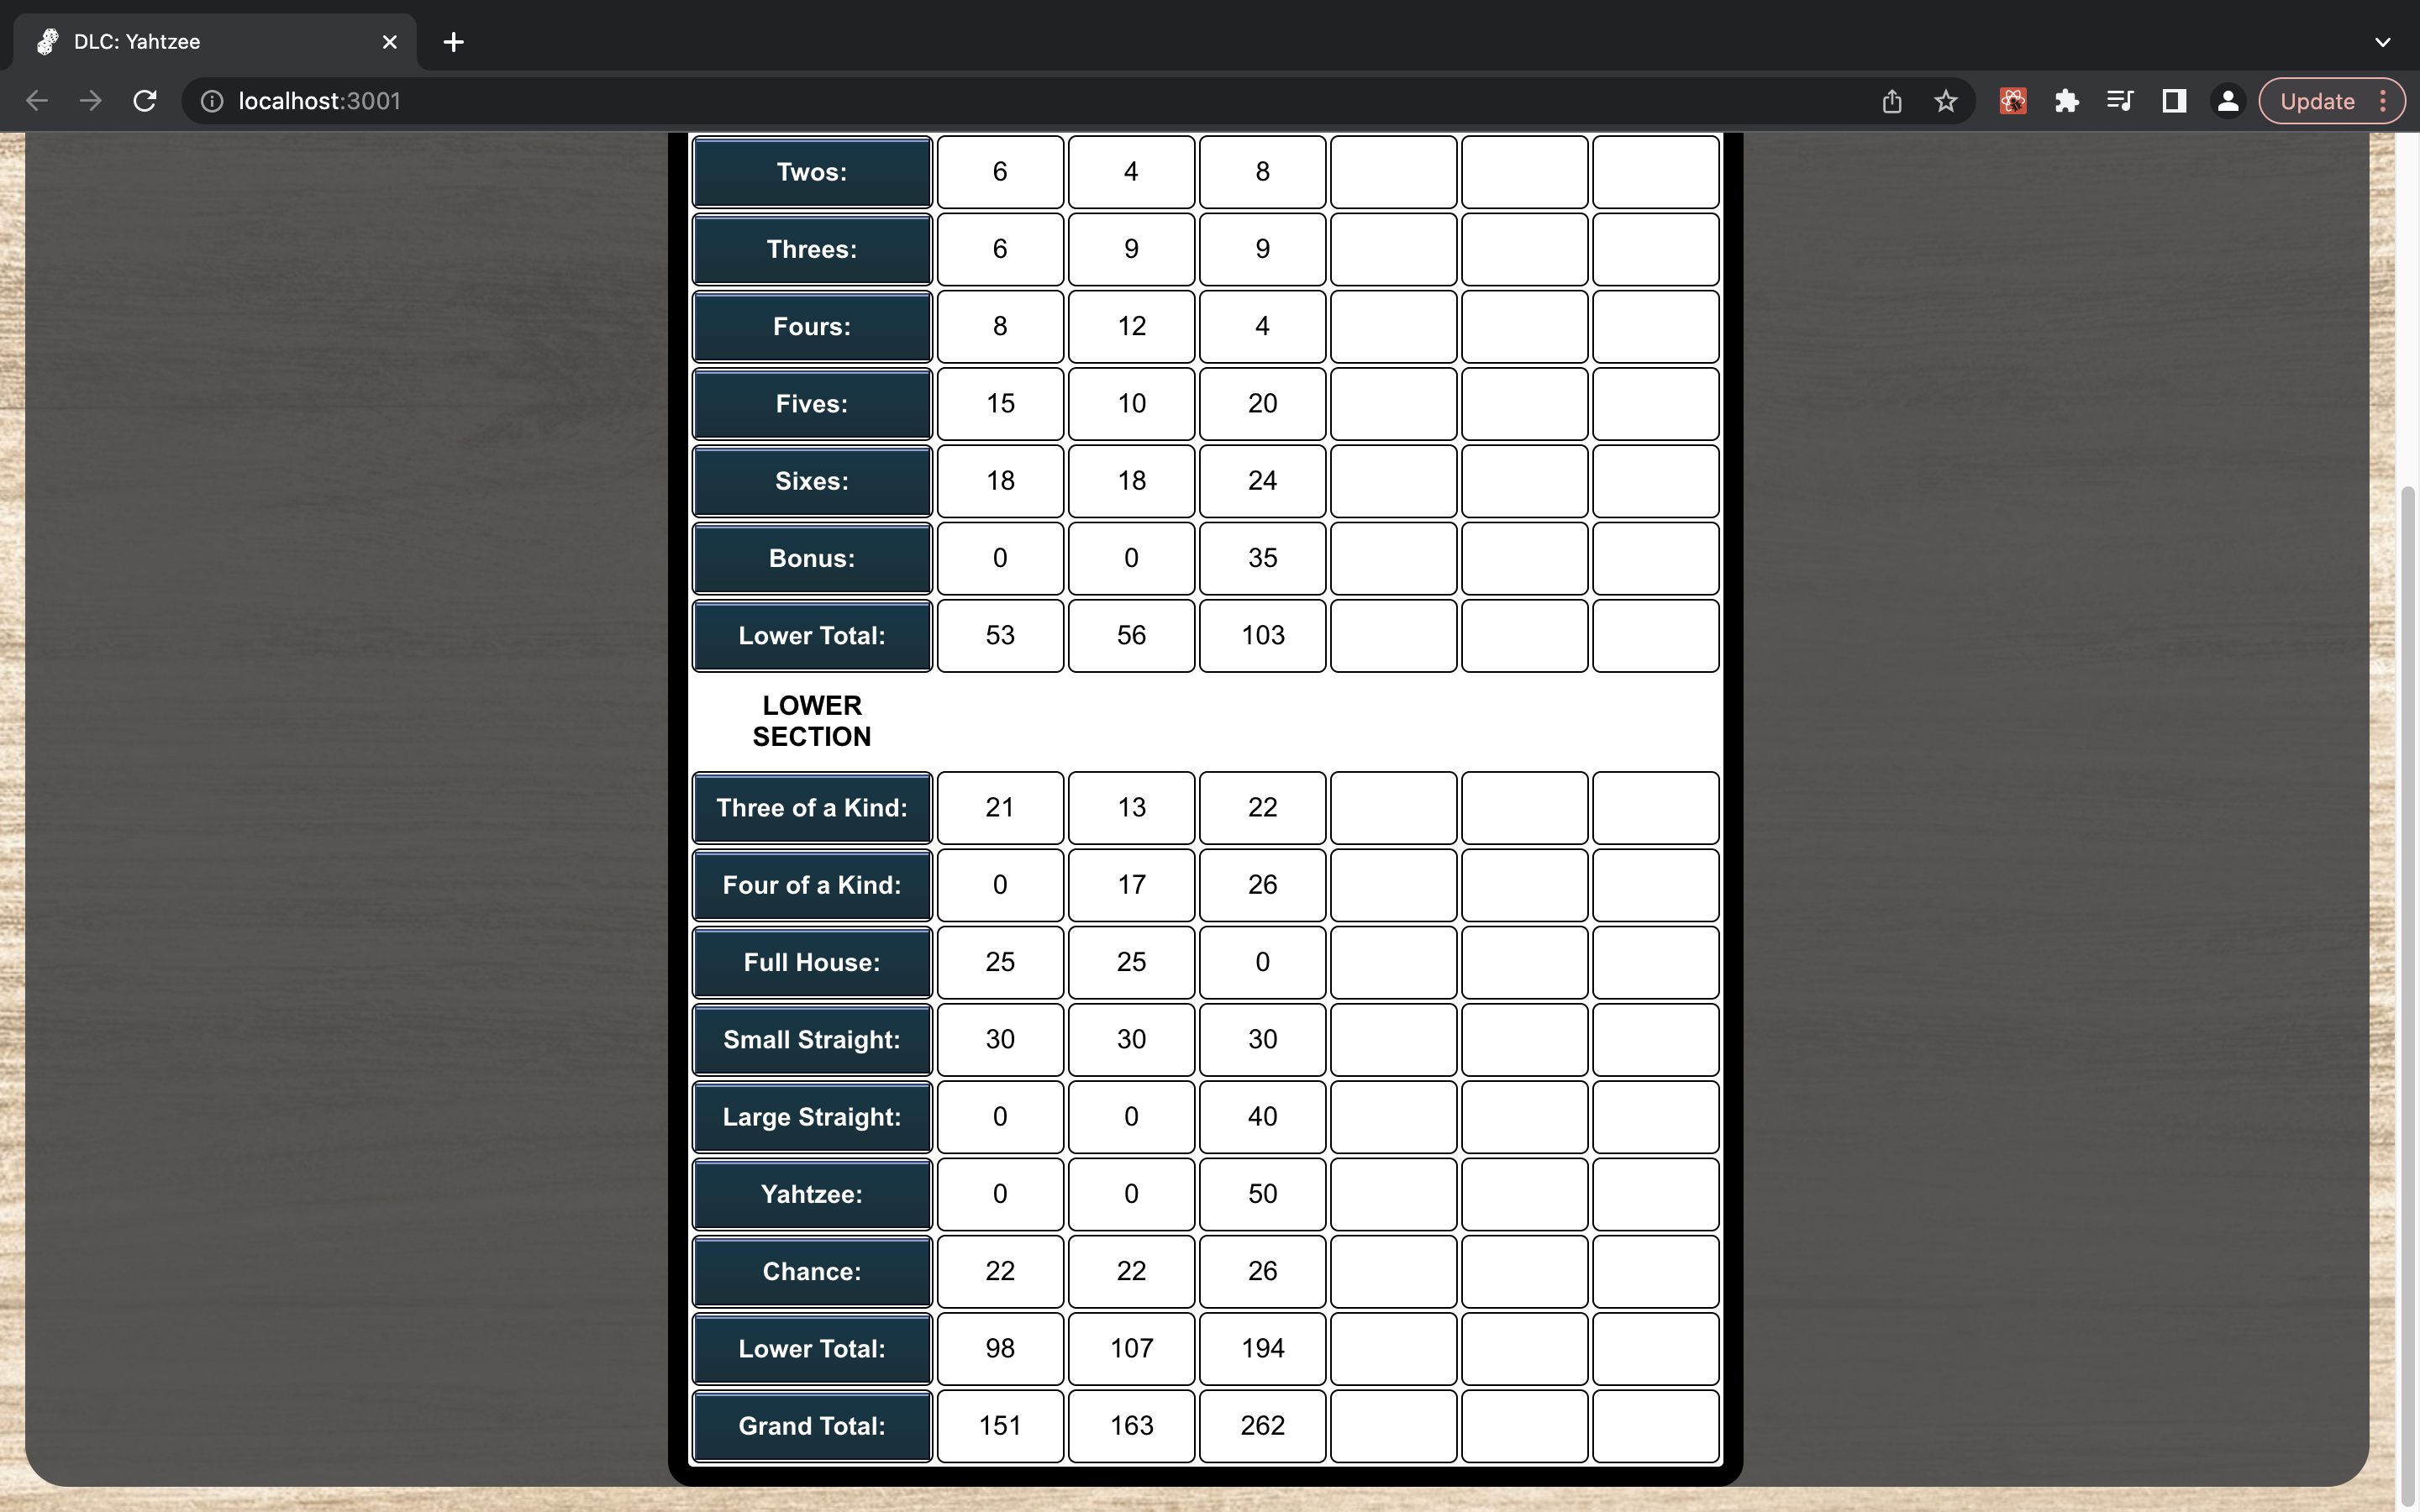 DLC: Yahtzee
localhost:3001
Update
Twos: 6 4 8
Threes: 6 9 9
Fours: 8 12 4
Fives: 15 10 20
Sixes: 18 18 24
Bonus: 0 0 35
Lower Total: 53 56 103
LOWER
SECTION
Three of a Kind: 21 13 22
Four of a Kind: 0 17 26
Full House: 25 25 0
Small Straight: 30 30 30
Large Straight: 0 0 40
Yahtzee: 0 0 50
Chance: 22 22 26
Lower Total: 98 107 194
Grand Total: 151 163 262